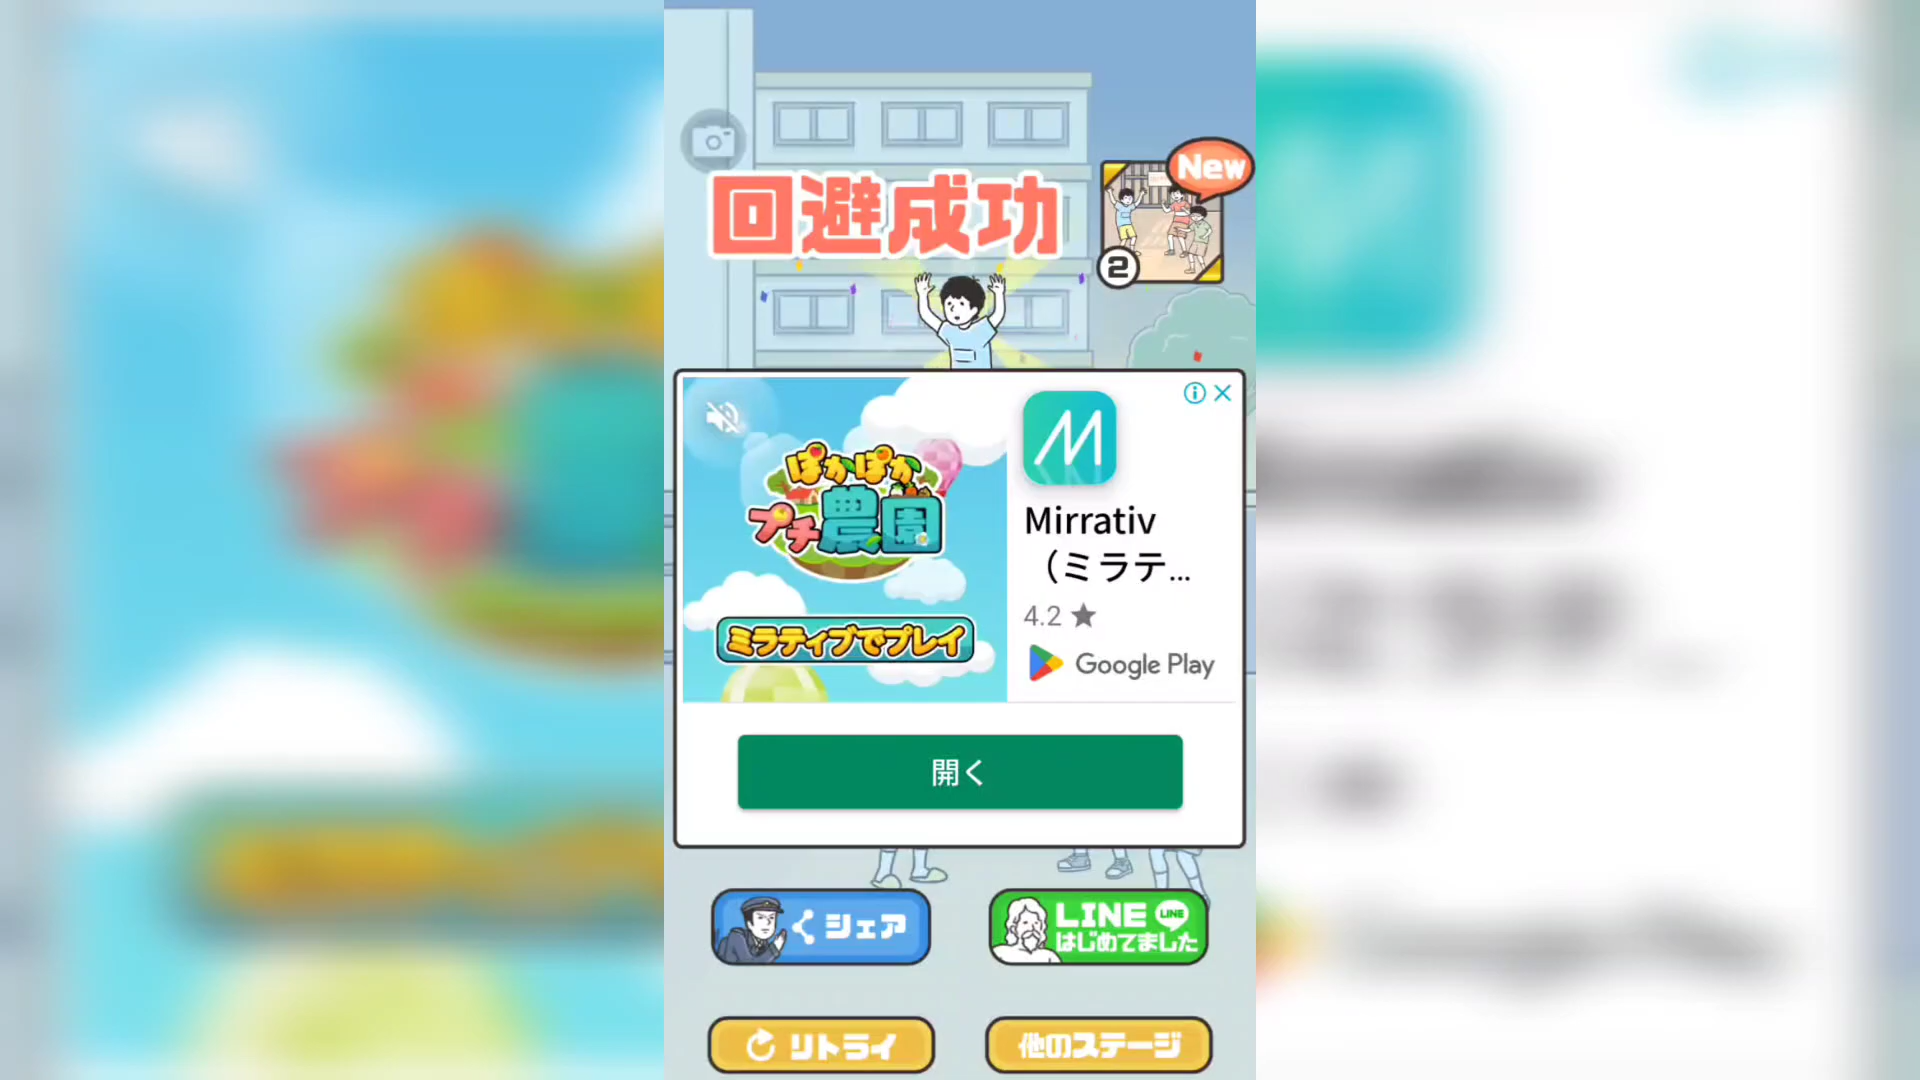 回避成功
New
2
ぽかぽか
プチ農園
ミラティブでプレイ
Mirrativ
（ミラテ...
4.2 ★
Google Play
開く
シェア
LINE LINE
はじめてました
リトライ
他のステージ